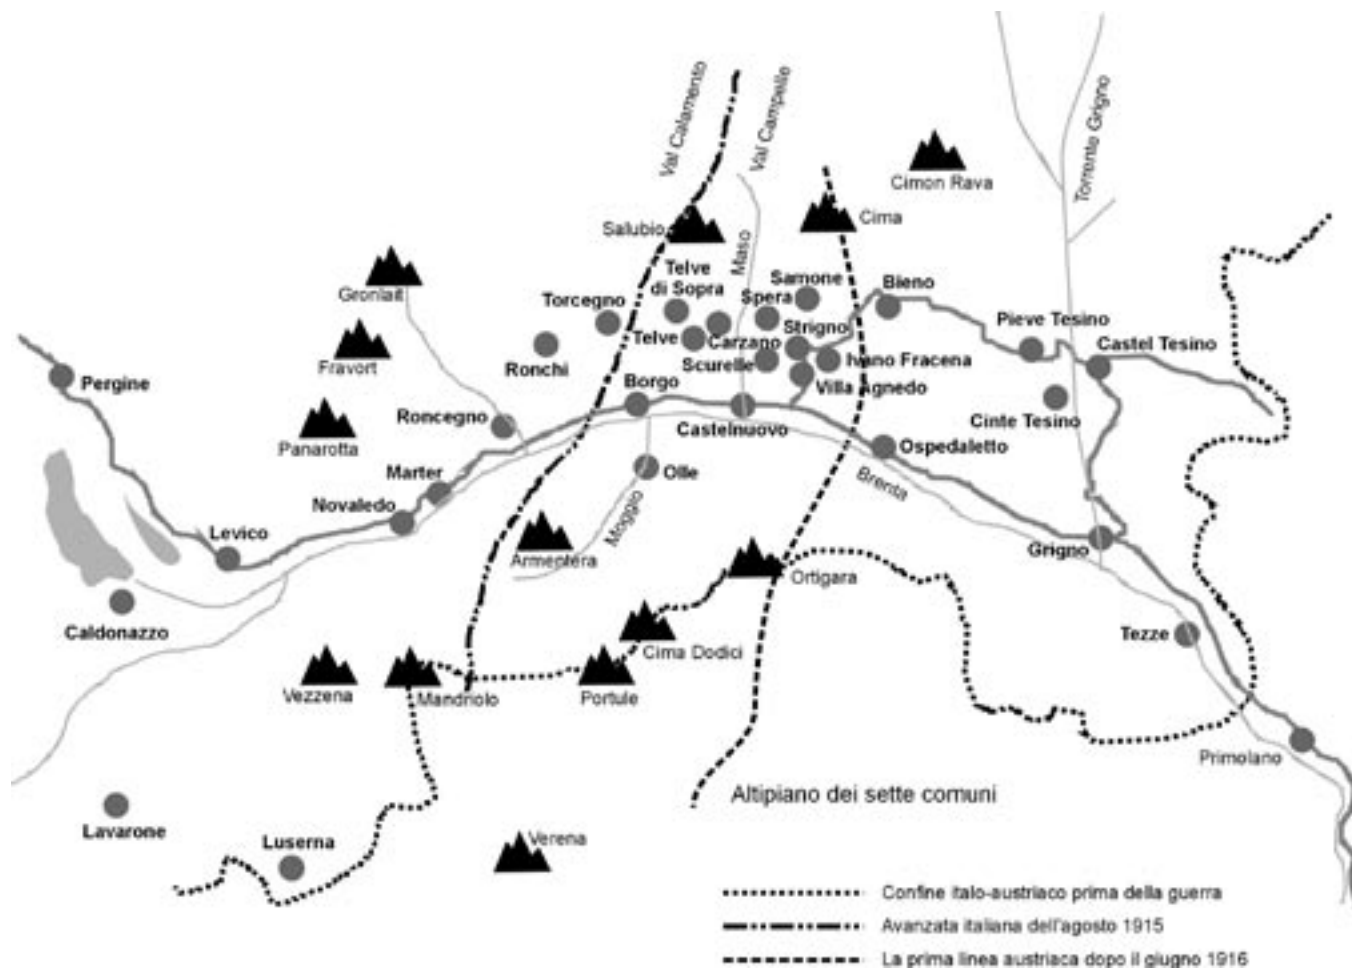 Val Calamento
Val Campelle
Torrente Grigno
Cimon Rava
Salubio
Cima
Maso
Gronlait
Telve
di Sopra
Samone
Spera
Bieno
Torcegno
Strigno
Pieve Tesino
Castel Tesino
Telve
Carzano
Fravort
Ronchi
Scurelle
Ivano Fracena
Pergine
Borgo
Villa Agnedo
Roncegno
Castelnuovo
Cinte Tesino
Panarotta
Ospedaletto
Marter
Olle
Brenta
Novaledo
Levico
Moggio
Armentera
Grigno
Ortigara
Caldonazzo
Tezze
Cima Dodici
Vezzena
Mandriolo
Portule
Primolano
Altipiano dei sette comuni
Lavarone
Luserna
Verena
Confine italo-austriaco prima della guerra
Avanzata italiana dell'agosto 1915
La prima linea austriaca dopo il giugno 1916